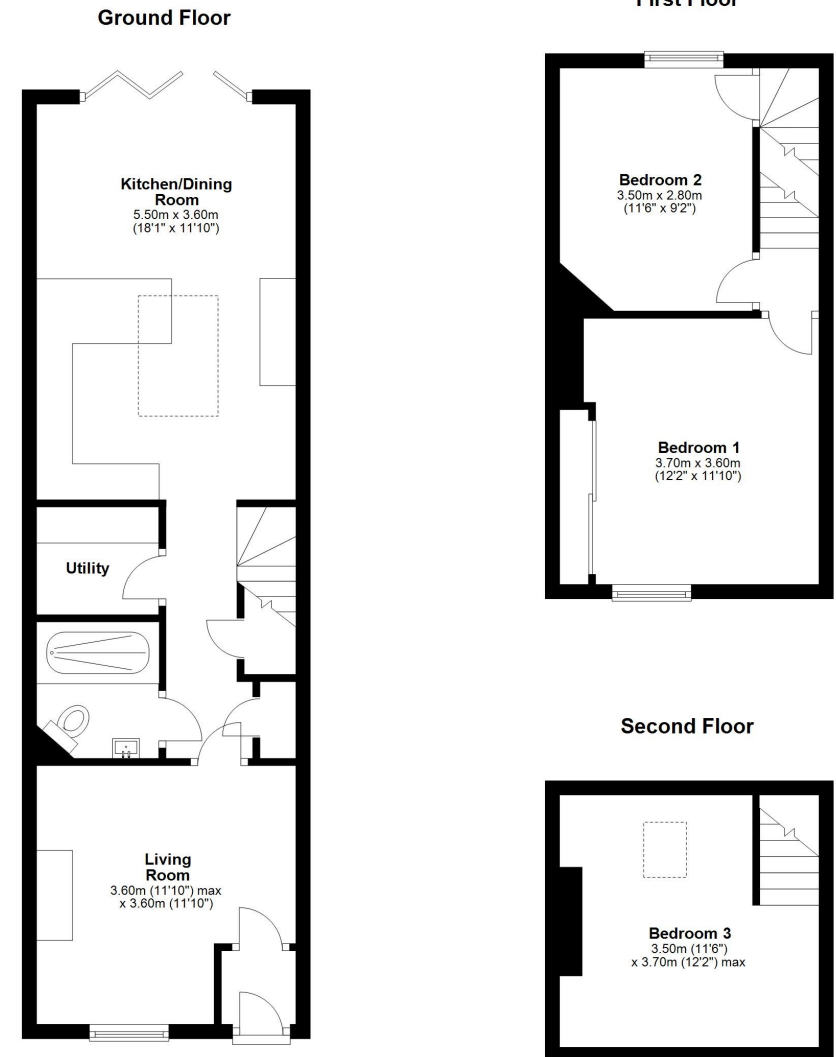 Ground Floor
Kitchen/Dining
Room
5.50m x 3.60m
(18'1" x 11'10")
Utility
Living
Room
3.60m (11'10") max
x 3.60m (11'10")
First Floor
Bedroom 2
3.50m x 2.80m
(11'6" x 9'2")
Bedroom 1
3.70m x 3.60m
(12'2" x 11'10")
Second Floor
Bedroom 3
3.50m (11'6")
x 3.70m (12'2") max